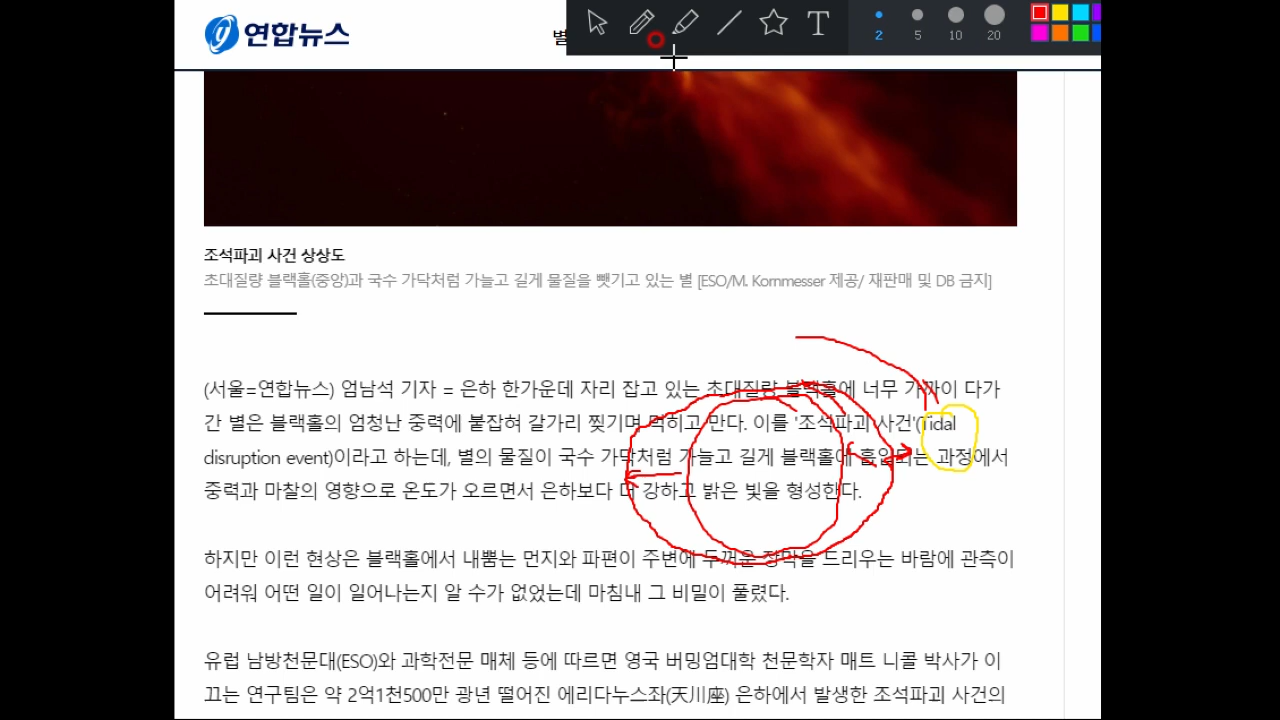 연합뉴스
별
T
2 5 10 20
조석파괴 사건 상상도
초대질량 블랙홀(중앙)과 국수 가닥처럼 가늘고 길게 물질을 뺏기고 있는 별 [ESO/M. Kornmesser 제공/ 재판매 및 DB 금지]
(서울=연합뉴스) 엄남석 기자 = 은하 한가운데 자리 잡고 있는 초대질량 블랙홀에 너무 가까이 다가
간 별은 블랙홀의 엄청난 중력에 붙잡혀 갈가리 찢기며 먹히고 만다. 이를 '조석파괴 사건'(Tidal
disruption event)이라고 하는데, 별의 물질이 국수 가닥처럼 가늘고 길게 블랙홀에 흡입되는 과정에서
중력과 마찰의 영향으로 온도가 오르면서 은하보다 더 강하고 밝은 빛을 형성한다.
하지만 이런 현상은 블랙홀에서 내뿜는 먼지와 파편이 주변에 두꺼운 장막을 드리우는 바람에 관측이
어려워 어떤 일이 일어나는지 알 수가 없었는데 마침내 그 비밀이 풀렸다.
유럽 남방천문대(ESO)와 과학전문 매체 등에 따르면 영국 버밍엄대학 천문학자 매트 니콜 박사가 이
끄는 연구팀은 약 2억1천500만 광년 떨어진 에리다누스좌(天川座) 은하에서 발생한 조석파괴 사건의